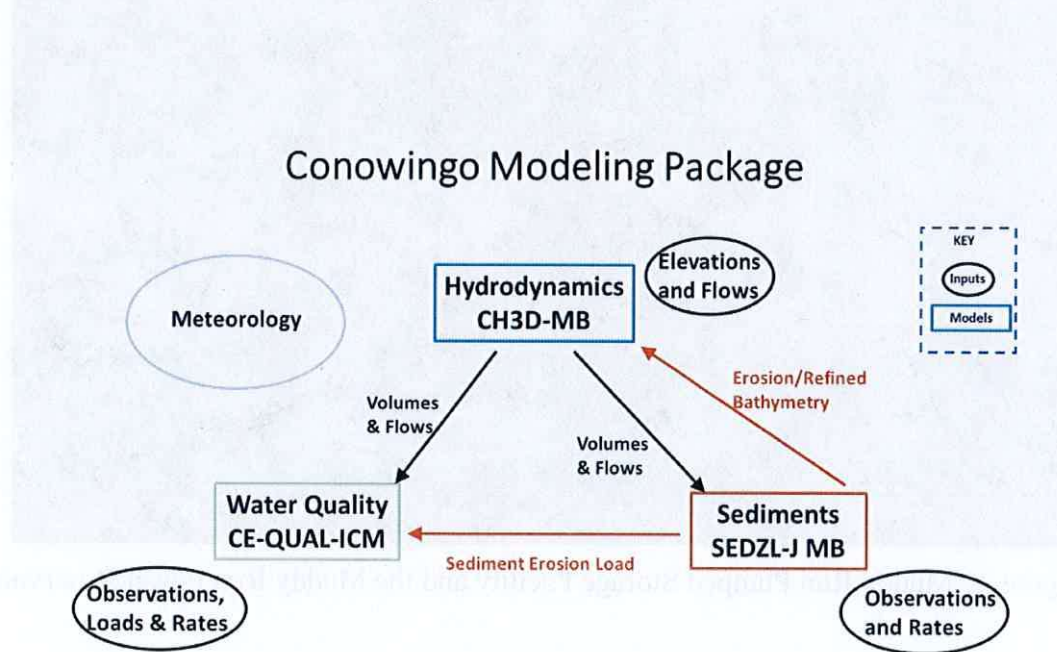 Conowingo Modeling Package
KEY
Inputs
Models
Meteorology
Hydrodynamics
CH3D-MB
Elevations
and Flows
Erosion/Refined
Bathymetry
Volumes
& Flows
Volumes
& Flows
Water Quality
CE-QUAL-ICM
Sediment Erosion Load
Sediments
SEDZL-J MB
Observations,
Loads & Rates
Observations
and Rates